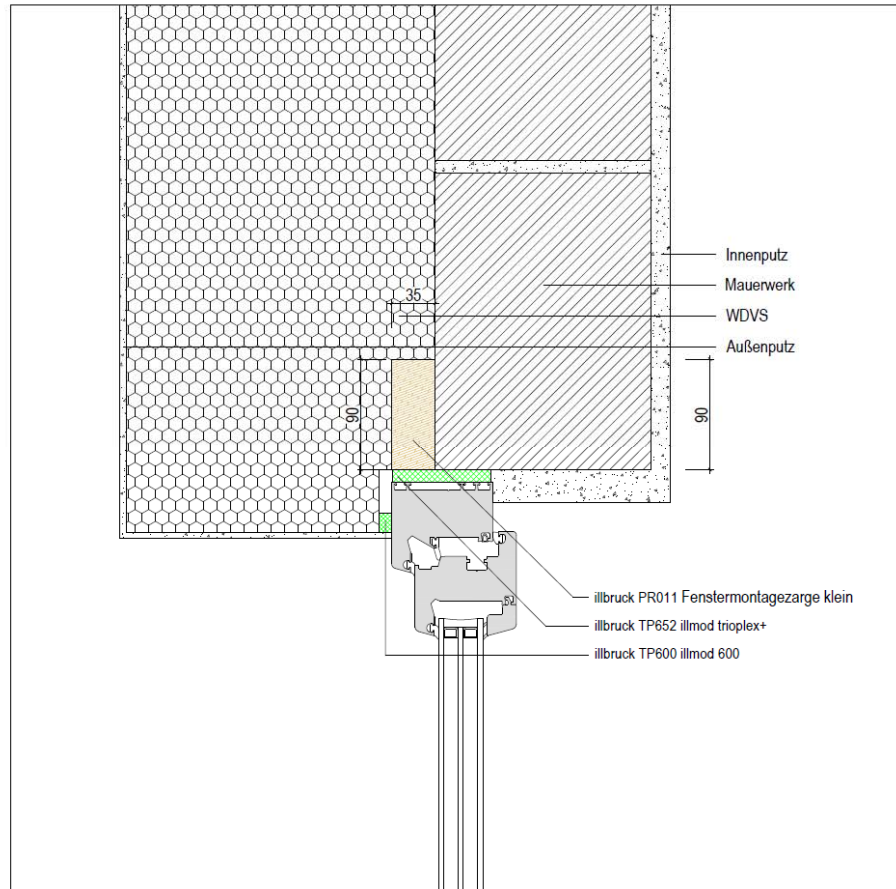 Innenputz
Mauerwerk
35
WDVS
Außenputz
90
90
illbruck PR011 Fenstermontagezarge klein
illbruck TP652 illmod trioplex+
illbruck TP600 illmod 600